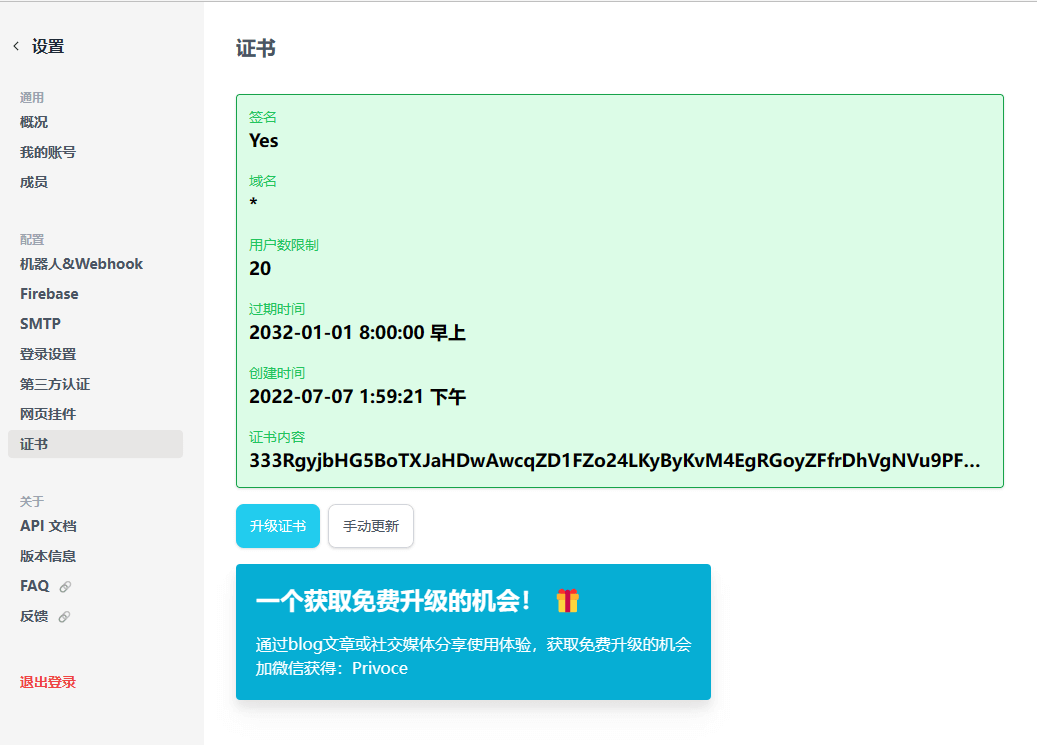 设置
通用
概况
我的账号
成员
配置
机器人&Webhook
Firebase
SMTP
登录设置
第三方认证
网页挂件
证书
关于
API 文档
版本信息
FAQ
反馈
退出登录
证书
签名
Yes
域名
*
用户数限制
20
过期时间
2032-01-01 8:00:00 早上
创建时间
2022-07-07 1:59:21 下午
证书内容
333RgyjbHG5BoTXJaHDwAwcqZD1FZo24LKyByKvM4EgRGoyZFfrDhVgNVu9PF...
升级证书
手动更新
一个获取免费升级的机会！
通过blog文章或社交媒体分享使用体验，获取免费升级的机会
加微信获得：Privoce